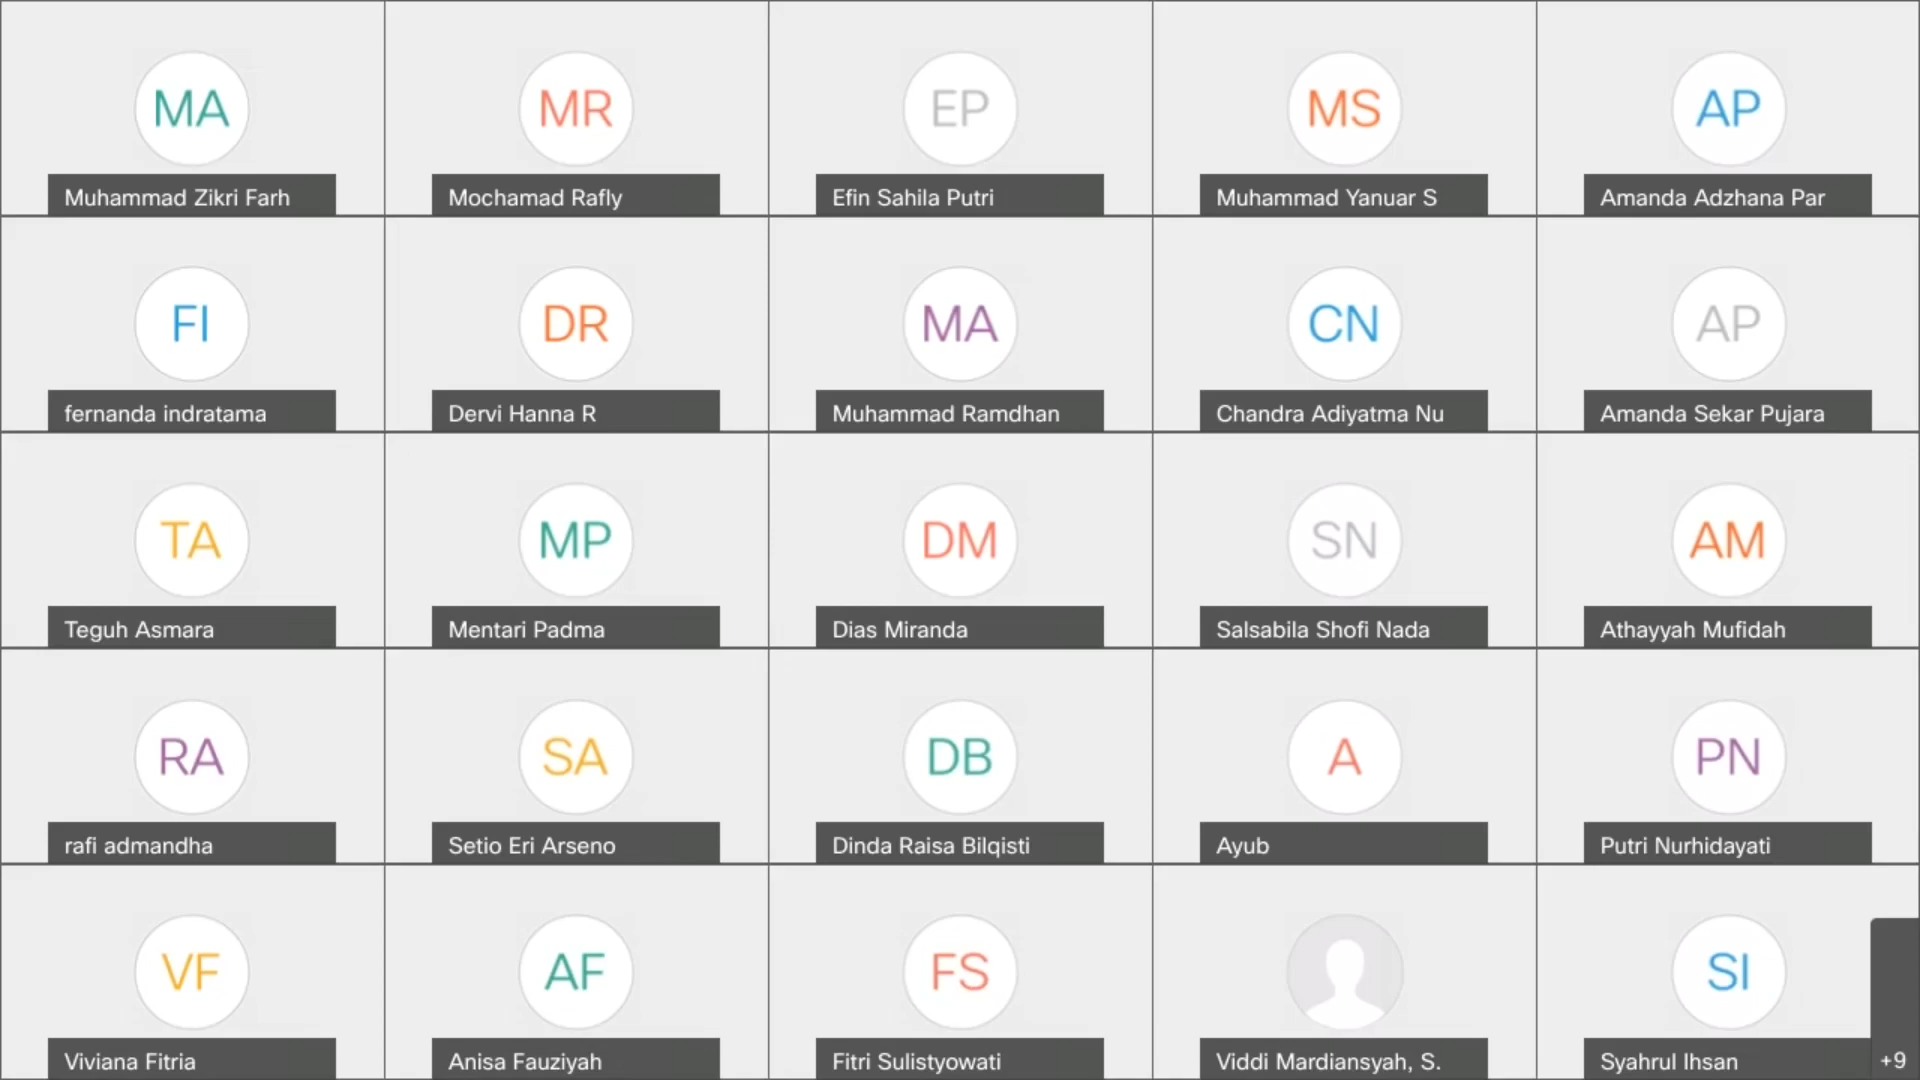 MA
MR
EP
MS
AP
Muhammad Zikri Farh
Mochamad Rafly
Efin Sahila Putri
Muhammad Yanuar S
Amanda Adzhana Par
FI
DR
MA
CN
AP
fernanda indratama
Dervi Hanna R
Muhammad Ramdhan
Chandra Adiyatma Nu
Amanda Sekar Pujara
TA
MP
DM
SN
AM
Teguh Asmara
Mentari Padma
Dias Miranda
Salsabila Shofi Nada
Athayyah Mufidah
RA
SA
DB
A
PN
rafi admandha
Setio Eri Arseno
Dinda Raisa Bilqisti
Ayub
Putri Nurhidayati
VF
AF
FS
SI
Viviana Fitria
Anisa Fauziyah
Fitri Sulistyowati
Viddi Mardiansyah, S.
Syahrul Ihsan
+9